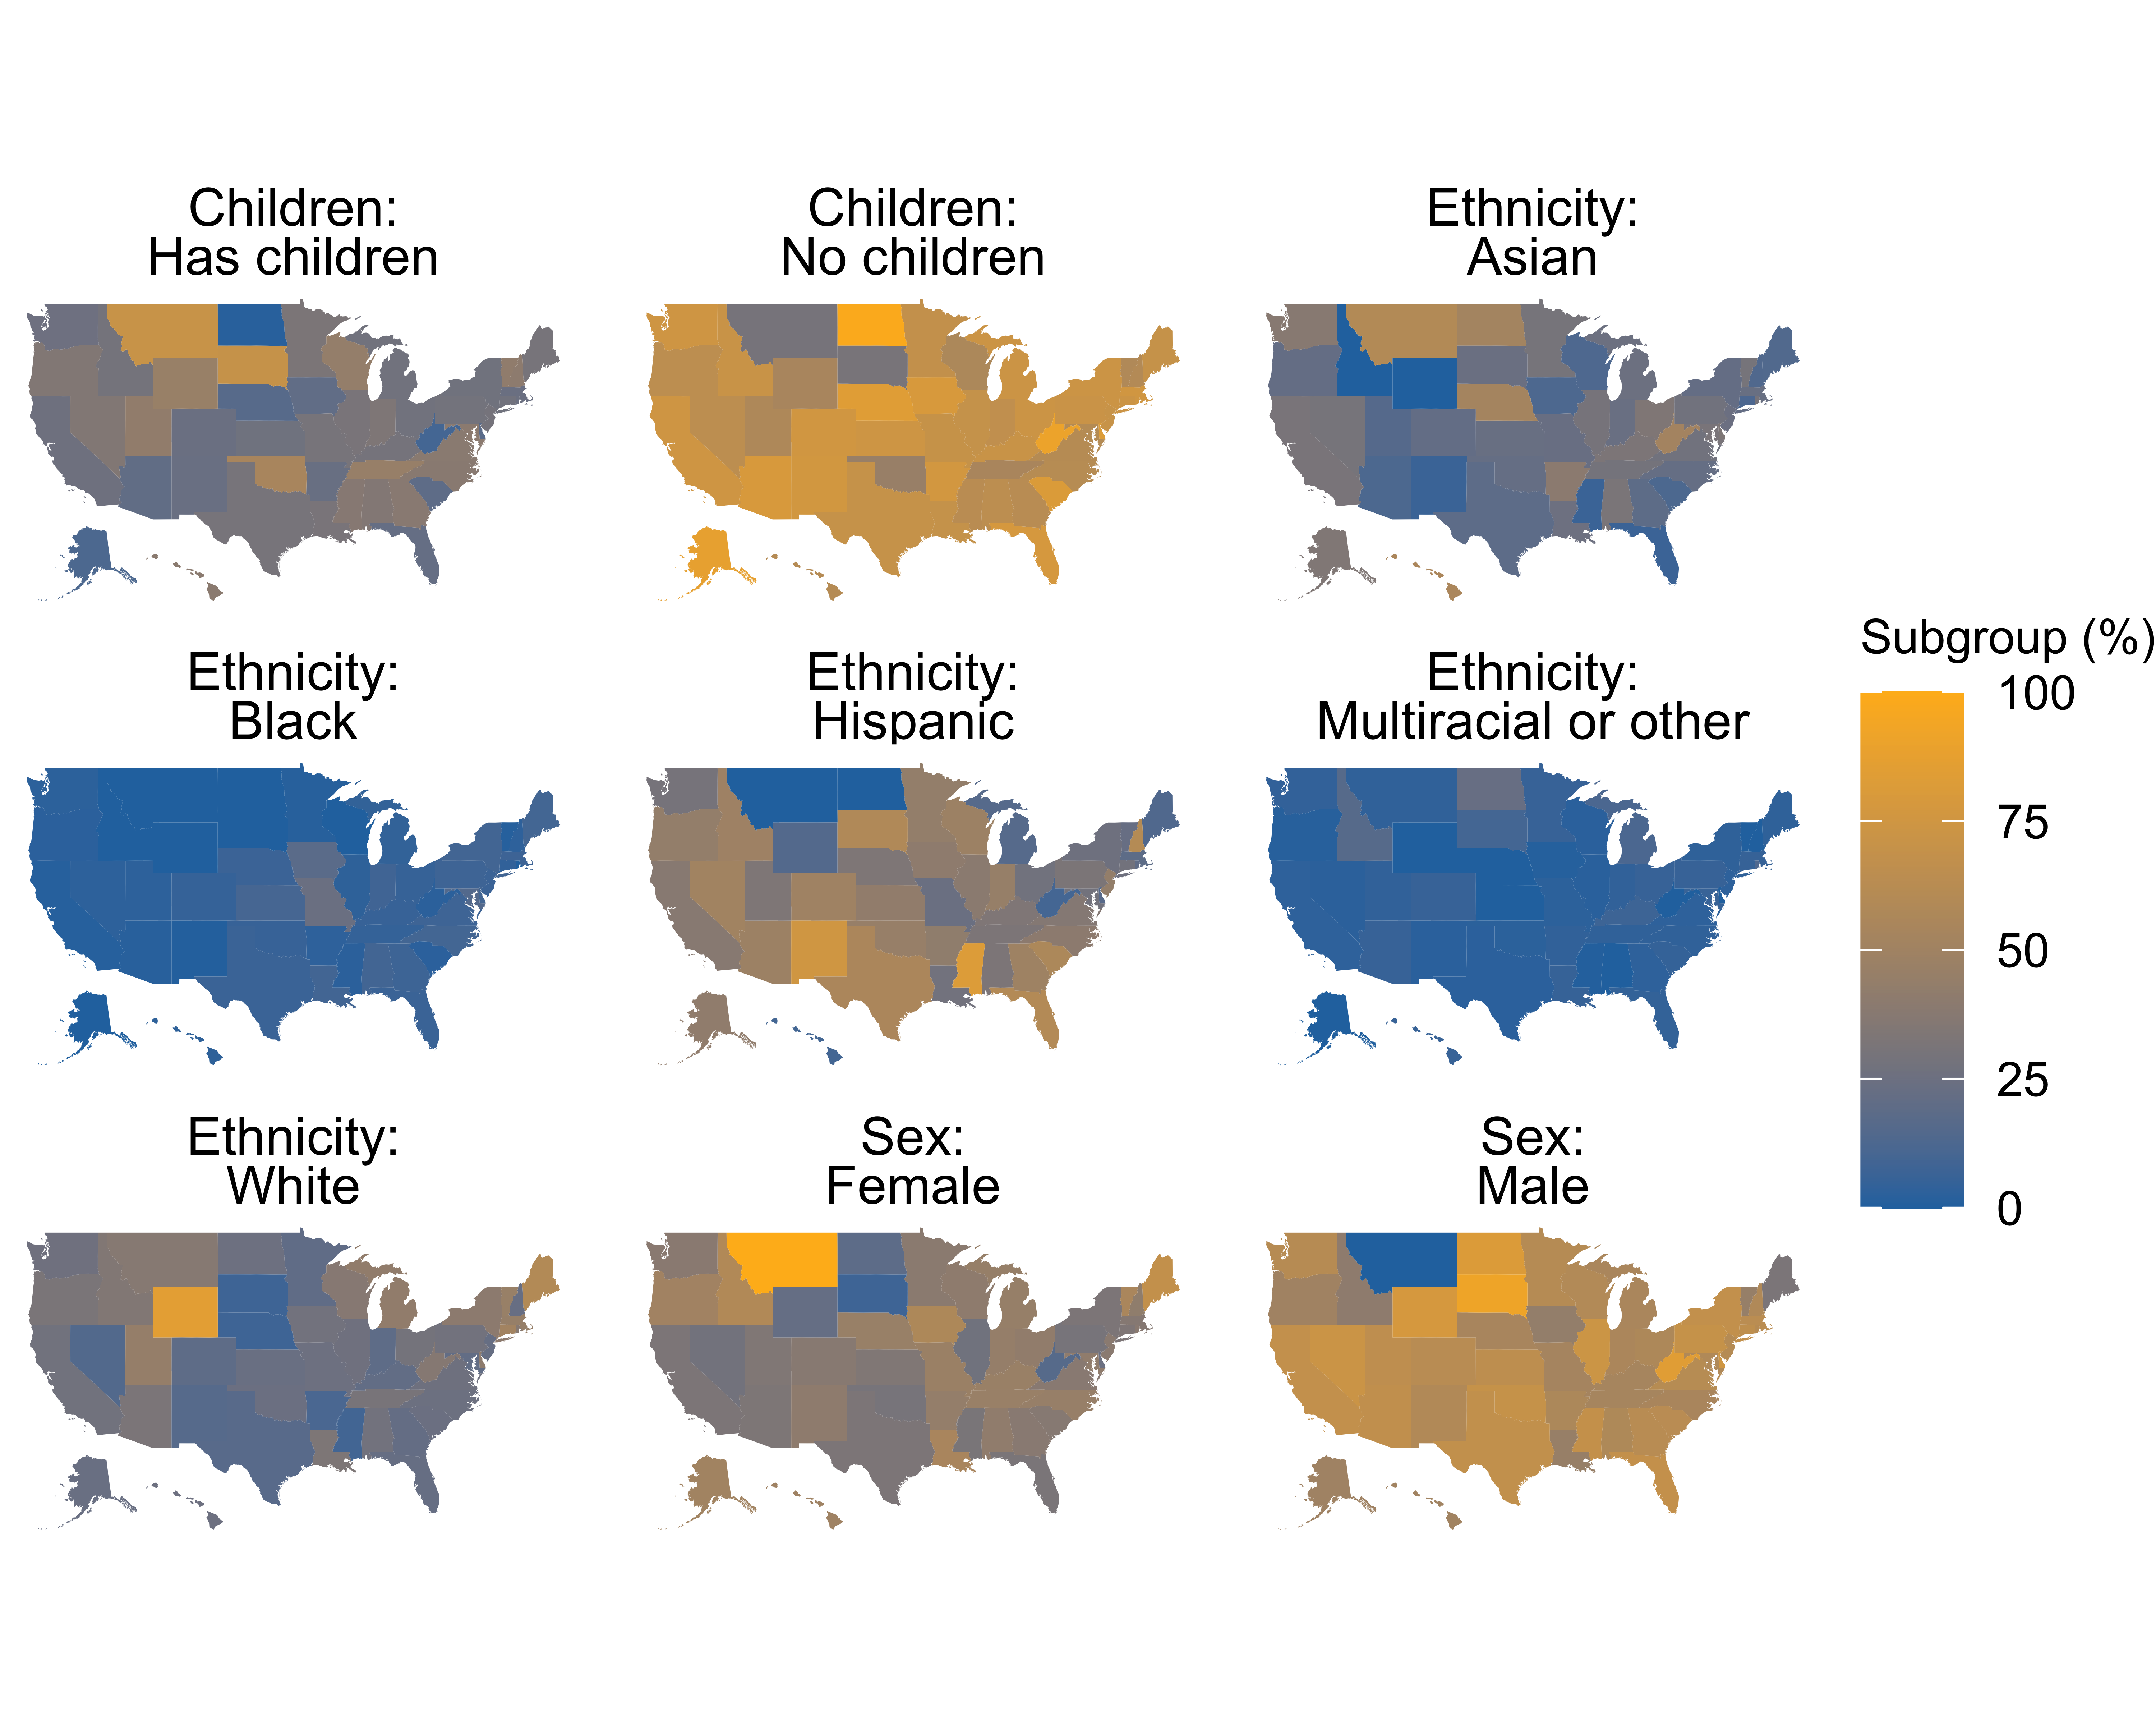 Children:
Has children
Children:
No children
Ethnicity:
Asian
Ethnicity:
Black
Ethnicity:
Hispanic
Ethnicity:
Multiracial or other
Ethnicity:
White
Sex:
Female
Sex:
Male
Subgroup (%)
100
75
50
25
0